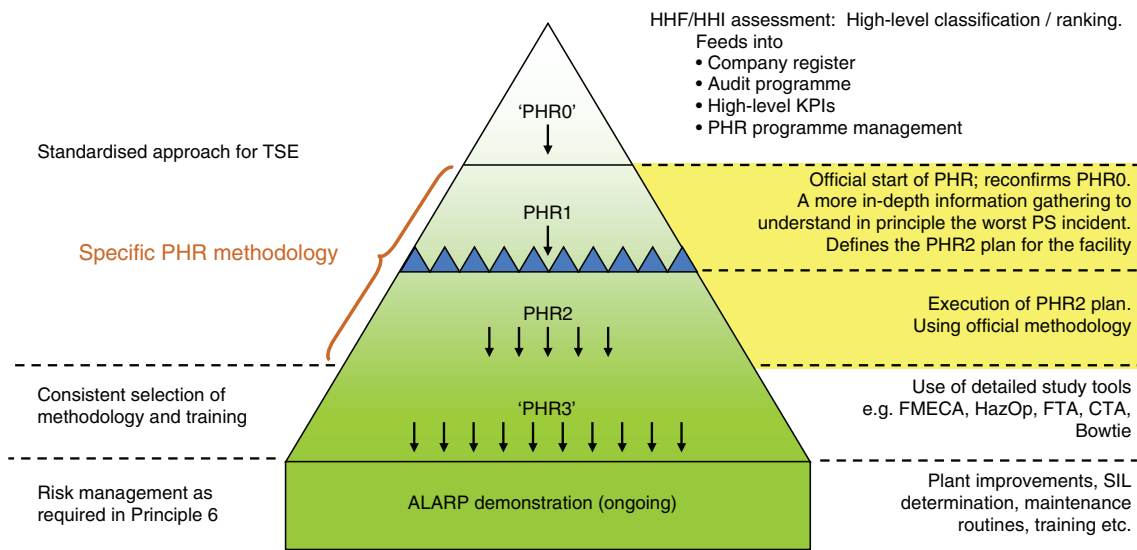 HHF/HHI assessment:  High-level classification / ranking.
Feeds into
• Company register
• Audit programme
• High-level KPIs
• PHR programme management
‘PHR0’
Standardised approach for TSE
Official start of PHR; reconfirms PHR0.
A more in-depth information gathering to
understand in principle the worst PS incident.
Defines the PHR2 plan for the facility
PHR1
Specific PHR methodology
PHR2
Execution of PHR2 plan.
Using official methodology
Consistent selection of
methodology and training
‘PHR3’
Use of detailed study tools
e.g. FMECA, HazOp, FTA, CTA,
Bowtie
Risk management as
required in Principle 6
ALARP demonstration (ongoing)
Plant improvements, SIL
determination, maintenance
routines, training etc.